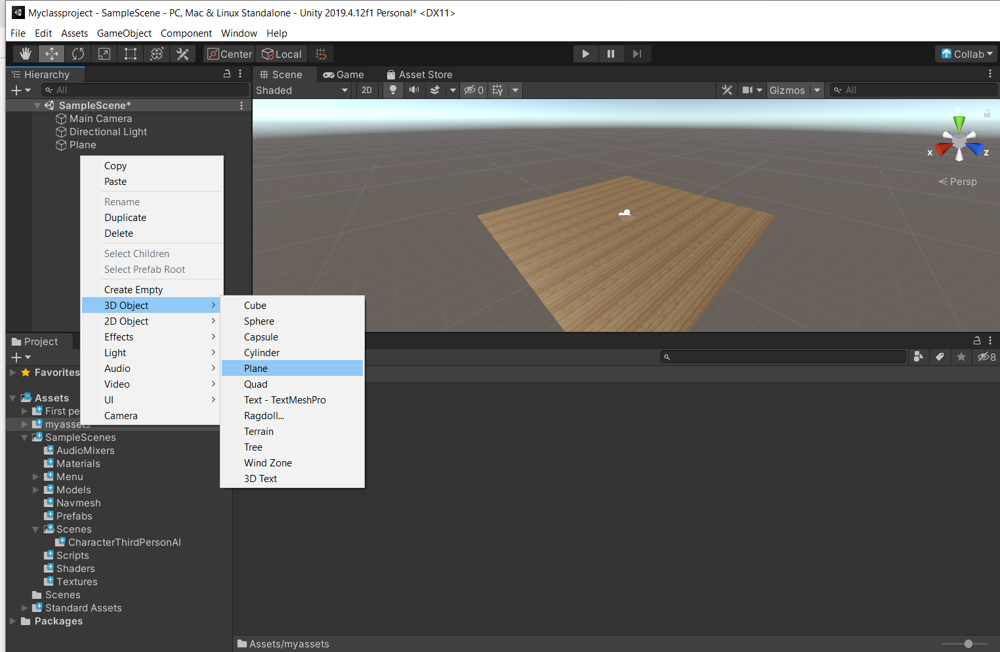 Myclassproject - SampleScene - PC, Mac & Linux Standalone - Unity 2019.4.12f1 Personal* <DX11>
File Edit Assets GameObject Component Window Help
Center Local Collab
Hierarchy Scene Game Asset Store
All Shaded 2D 0 Gizmos All
SampleScene*
Main Camera
Directional Light
Plane
y
x z
Persp
Copy
Paste
Rename
Duplicate
Delete
Select Children
Select Prefab Root
Create Empty
3D Object
2D Object
Effects
Light
Audio
Video
UI
Camera
Cube
Sphere
Capsule
Cylinder
Plane
Quad
Text - TextMeshPro
Ragdoll...
Terrain
Tree
Wind Zone
3D Text
Project
8
Favorites
Assets
First pe
myassets
SampleScenes
AudioMixers
Materials
Menu
Models
Navmesh
Prefabs
Scenes
CharacterThirdPersonAI
Scripts
Shaders
Textures
Scenes
Standard Assets
Packages
Assets/myassets